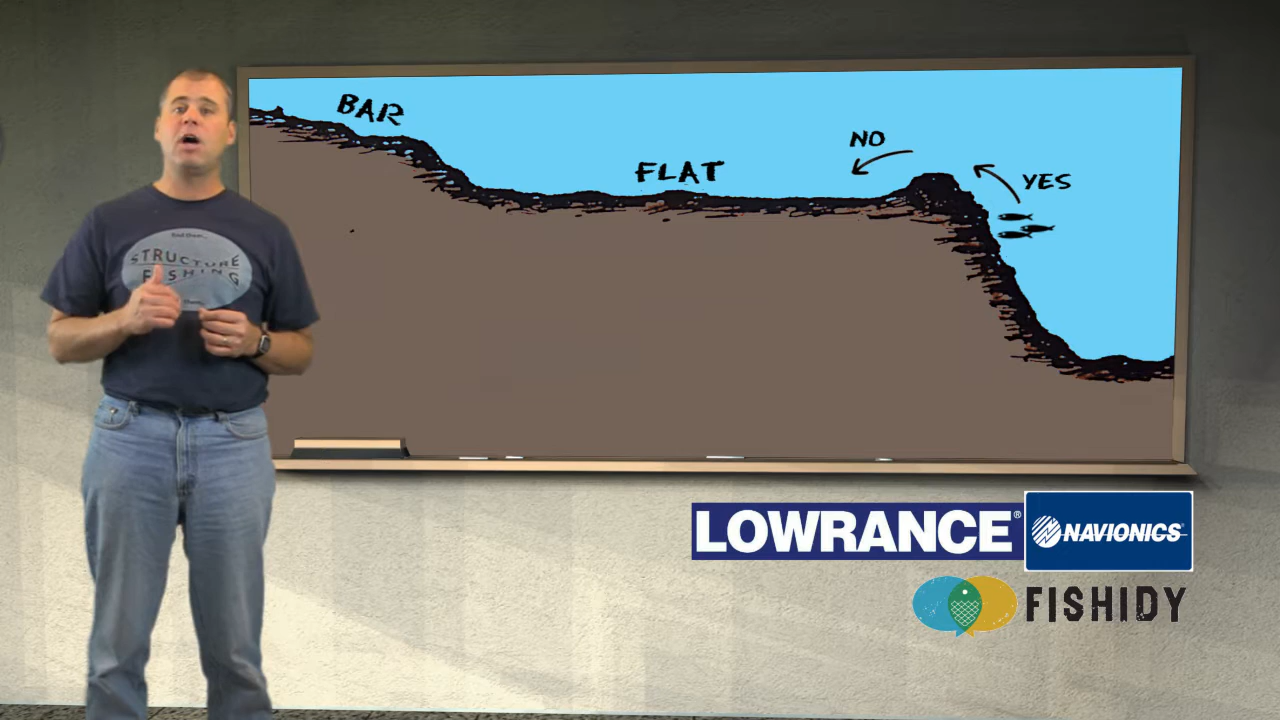 BAR
FLAT
NO
YES
STRUCTURE
FISHING
LOWRANCE®
NAVIONICS®
FISHIDY